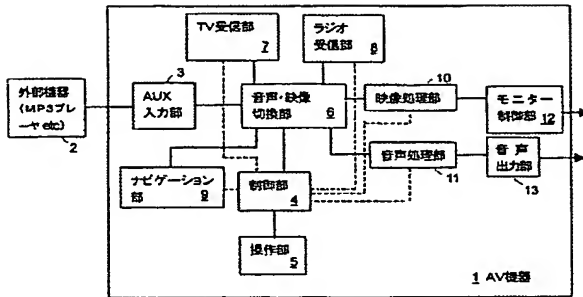 TV受信部
7
ラジオ
受信部
8
外部機器
(MP3プレ
ーヤ etc)
2
3
AUX
入力部
音声・映像
切換部
6
10
映像処理部
モニター
制御部
12
音声処理部
11
音声
出力部
13
ナビゲーション
部
9
制御部
4
操作部
5
1 AV機器